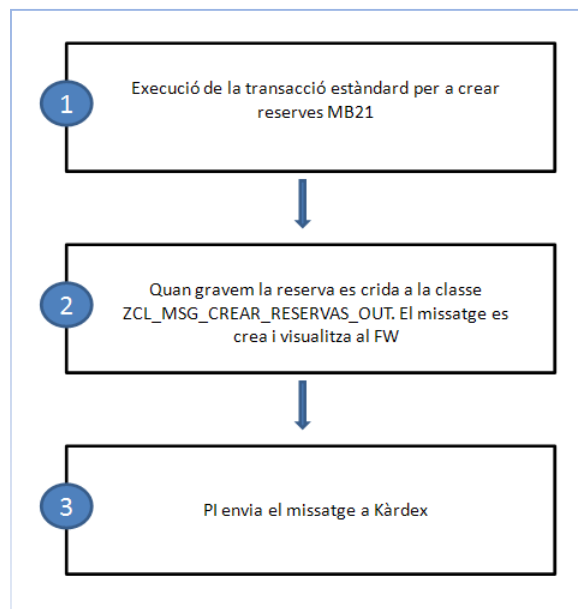 1
Execució de la transacció estàndard per a crear
reserves MB21
2
Quan gravem la reserva es crida a la classe
ZCL_MSG_CREAR_RESERVAS_OUT. El missatge es
crea i visualitza al FW
3
PI envia el missatge a Kàrdex